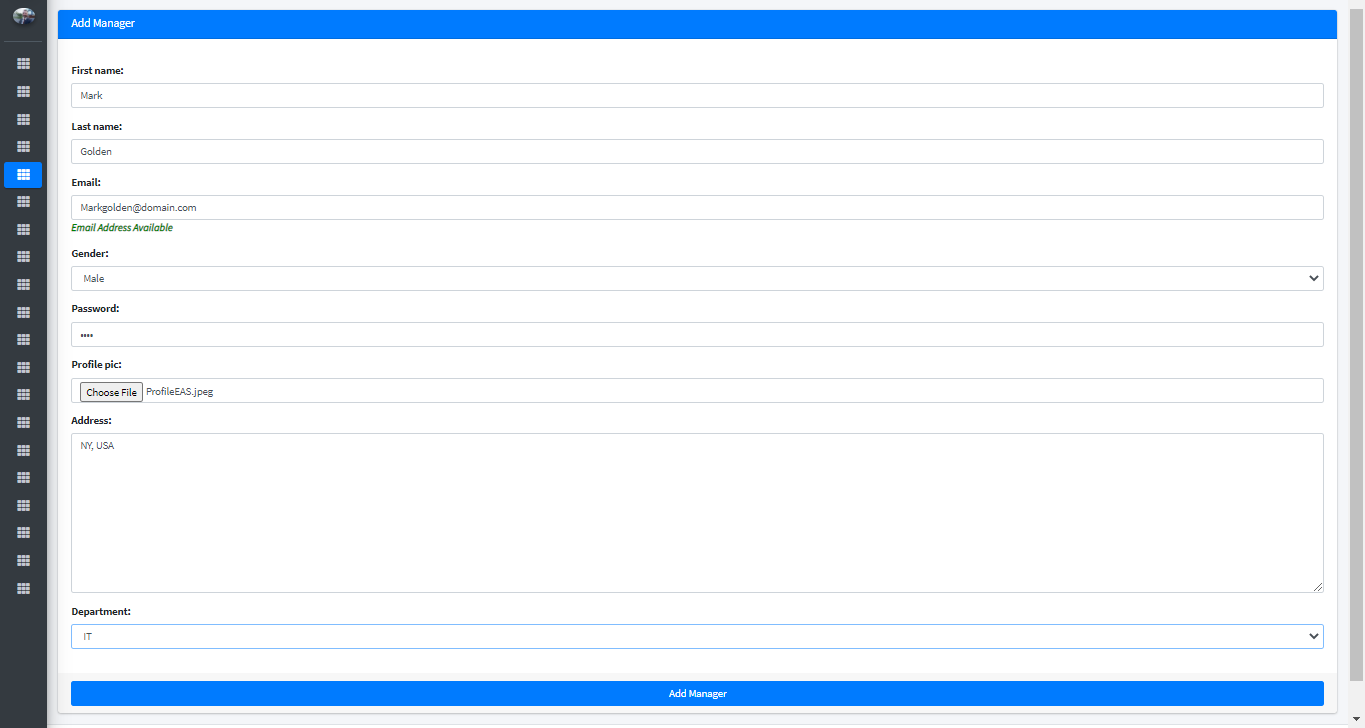 Add Manager
First name:
Mark
Last name:
Golden
Email:
Markgolden@domain.com
Email Address Available
Gender:
Male
Password:
••••
Profile pic:
Choose File ProfileEAS.jpeg
Address:
NY, USA
Department:
IT
Add Manager